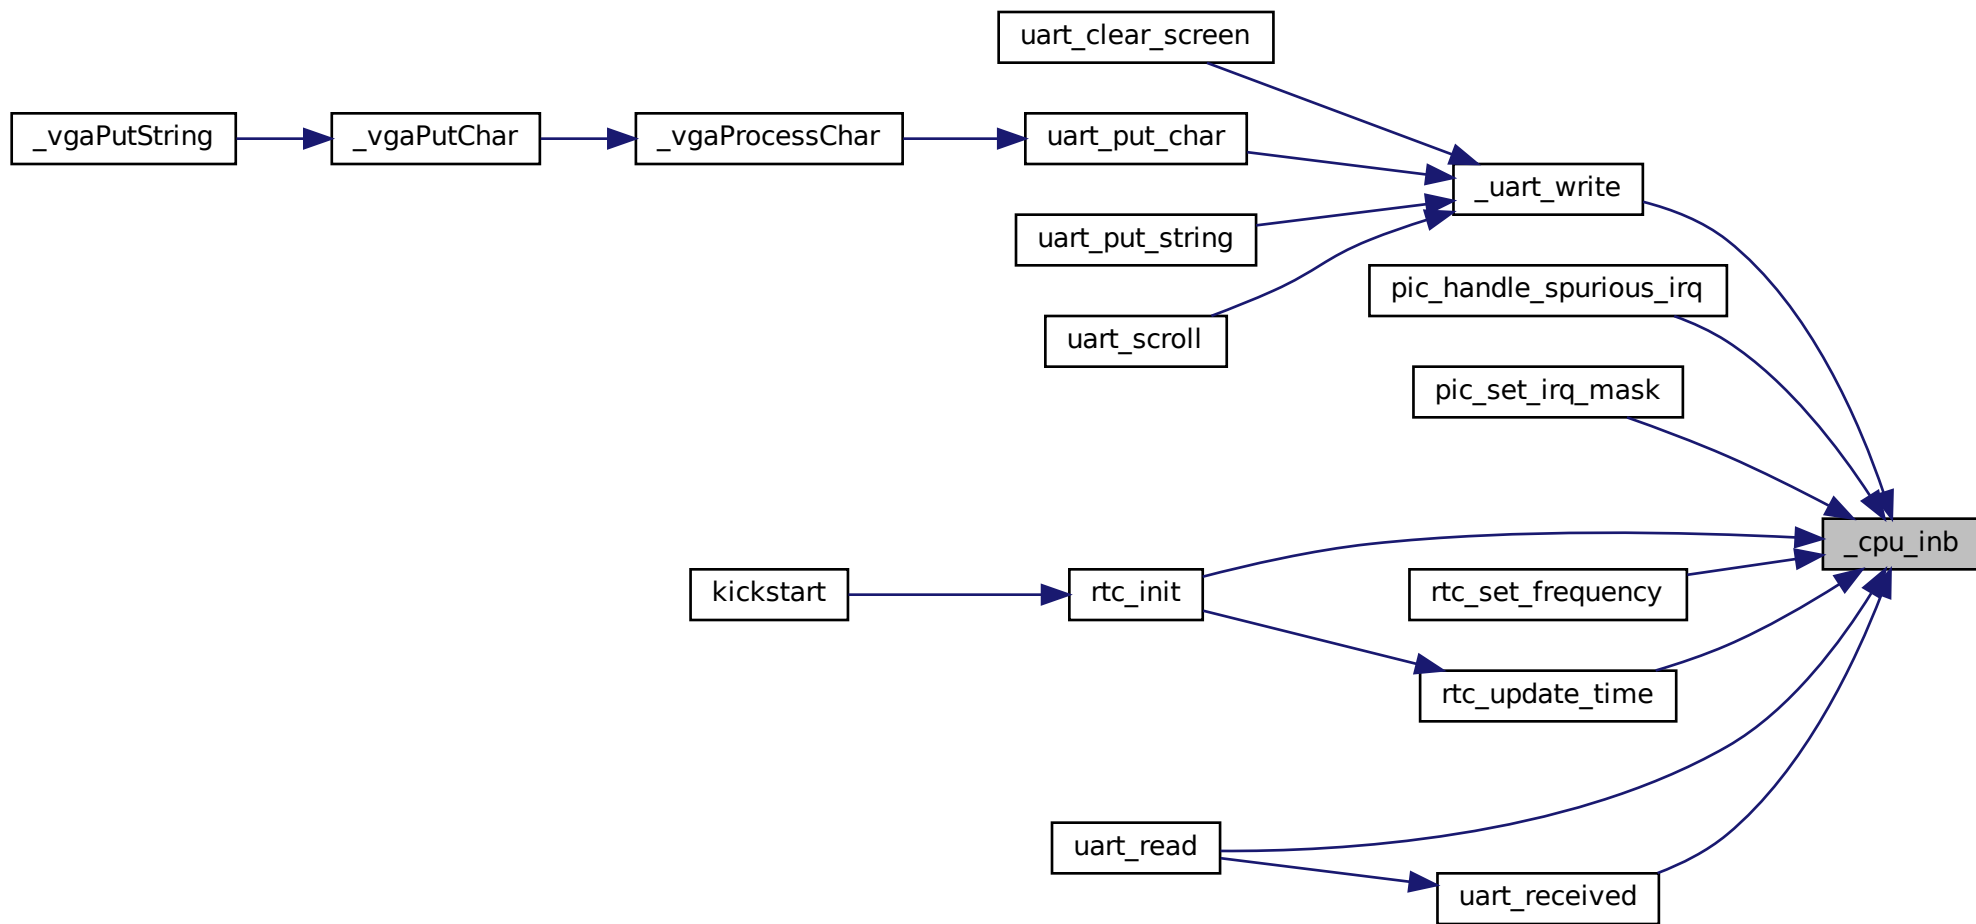 uart_clear_screen
_vgaPutString
_vgaPutChar
_vgaProcessChar
uart_put_char
_uart_write
uart_put_string
pic_handle_spurious_irq
uart_scroll
pic_set_irq_mask
_cpu_inb
kickstart
rtc_init
rtc_set_frequency
rtc_update_time
uart_read
uart_received